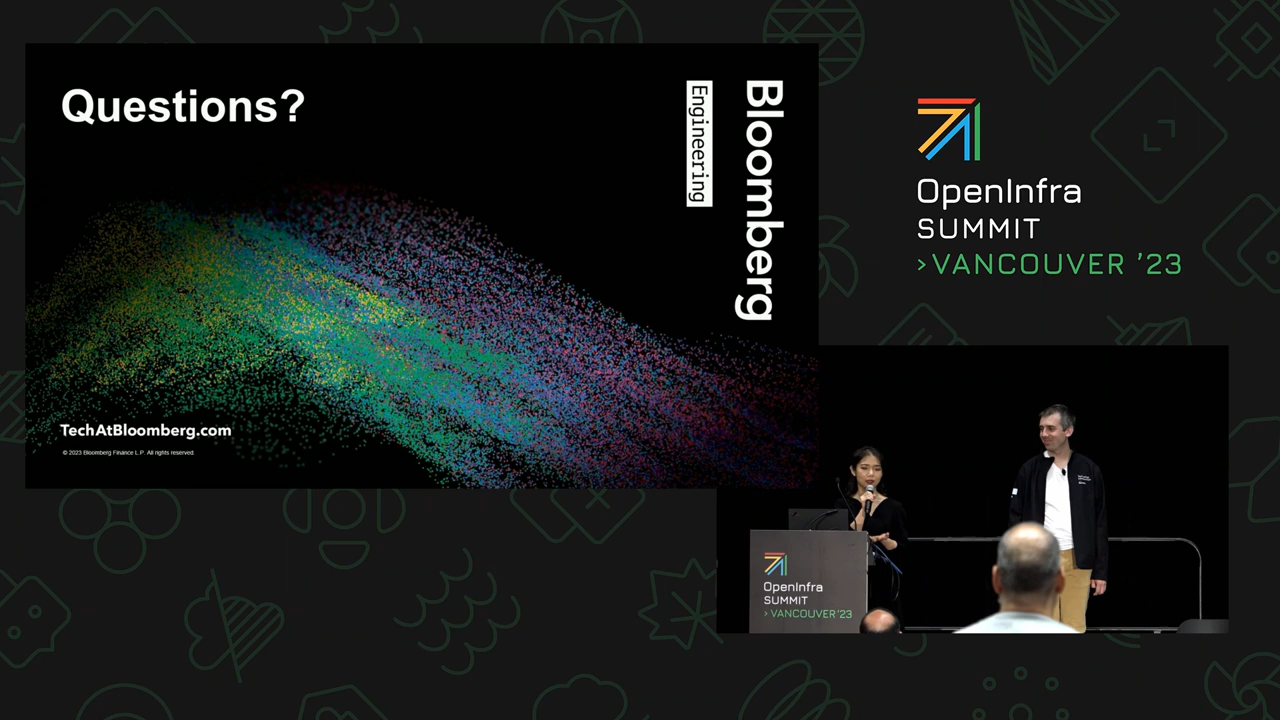 Questions?
Engineering
Bloomberg
TechAtBloomberg.com
© 2023 Bloomberg Finance L.P. All rights reserved.
OpenInfra
SUMMIT
>VANCOUVER ’23
OpenInfra
SUMMIT
>VANCOUVER ’23